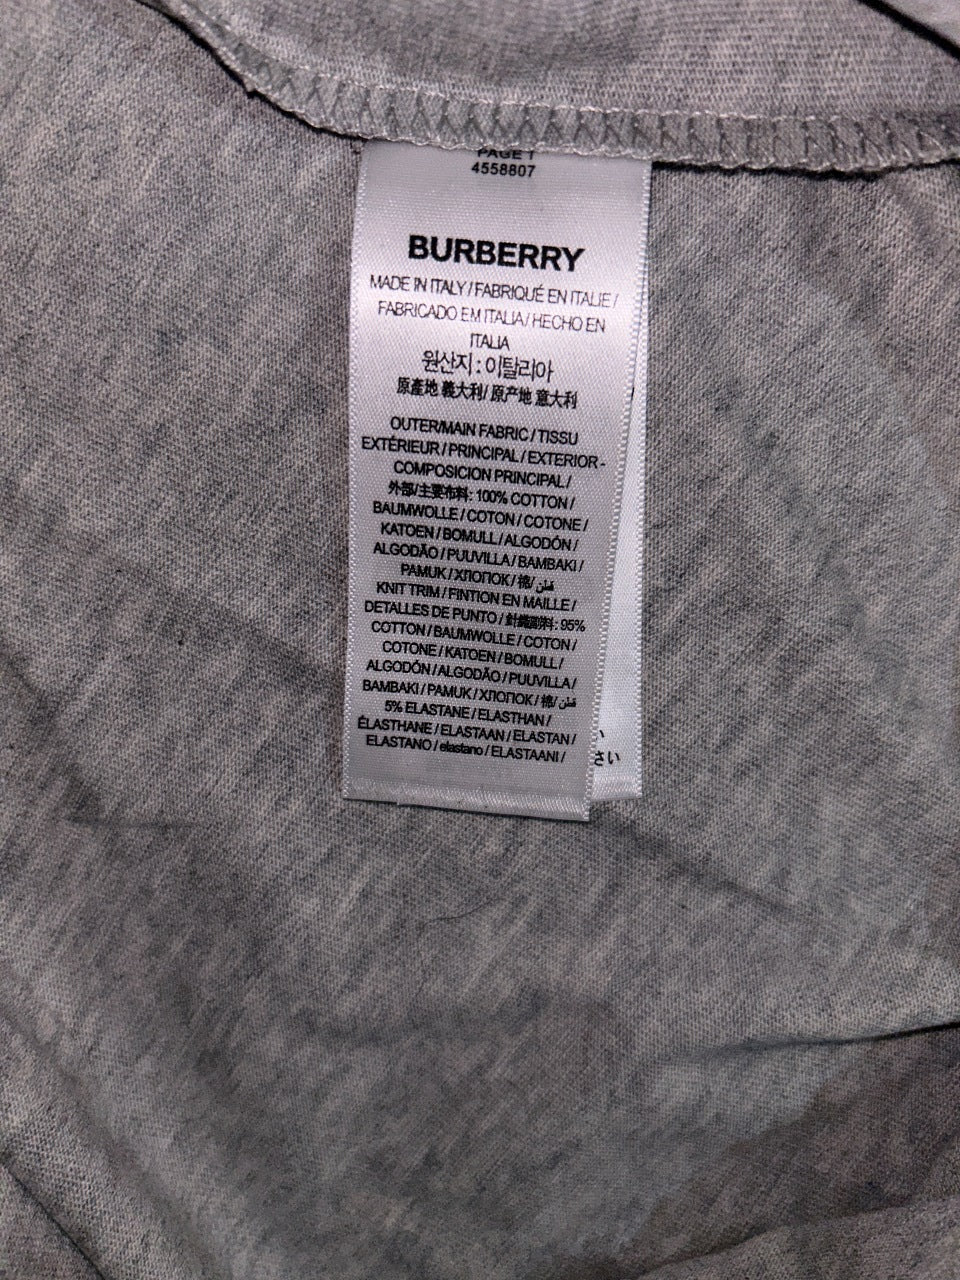 PAGE 1
4558807
BURBERRY
MADE IN ITALY / FABRIQUÉ EN ITALIE /
FABRICADO EM ITALIA / HECHO EN
ITALIA
원산지 : 이탈리아
原產地 義大利/ 原产地 意大利
OUTER/MAIN FABRIC / TISSU
EXTÉRIEUR / PRINCIPAL / EXTERIOR -
COMPOSICION PRINCIPAL /
外部/主要布料: 100% COTTON /
BAUMWOLLE / COTON / COTONE /
KATOEN / BOMULL / ALGODÓN /
ALGODÃO / PUUVILLA / BAMBAKI /
PAMUK / ХЛОПОК / 棉/ قطن
KNIT TRIM / FINTION EN MAILLE /
DETALLES DE PUNTO / 針織副料: 95%
COTTON / BAUMWOLLE / COTON /
COTONE / KATOEN / BOMULL /
ALGODÓN / ALGODÃO / PUUVILLA /
BAMBAKI / PAMUK / ХЛОПОК / 棉/ قطن
5% ELASTANE / ELASTHAN /
ÉLASTHANE / ELASTAAN / ELASTAN /
ELASTANO / elastano / ELASTAANI /
さい